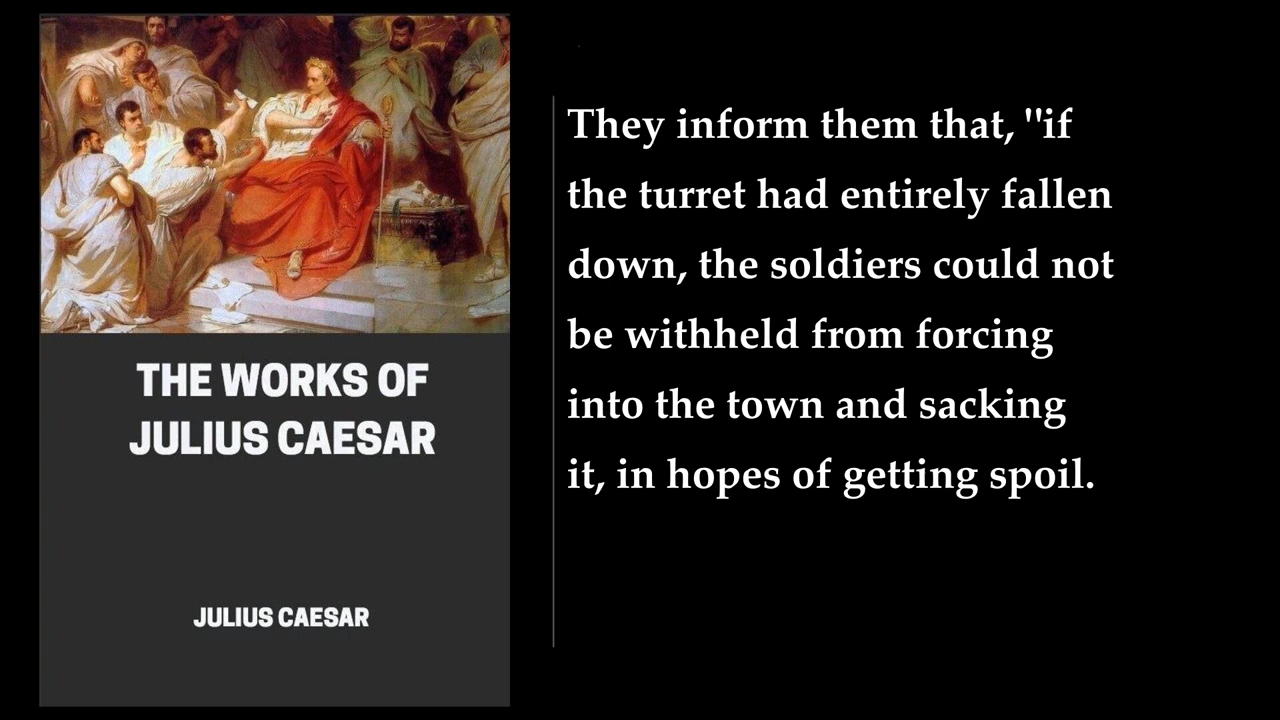 THE WORKS OF
JULIUS CAESAR
JULIUS CAESAR
They inform them that, "if
the turret had entirely fallen
down, the soldiers could not
be withheld from forcing
into the town and sacking
it, in hopes of getting spoil.